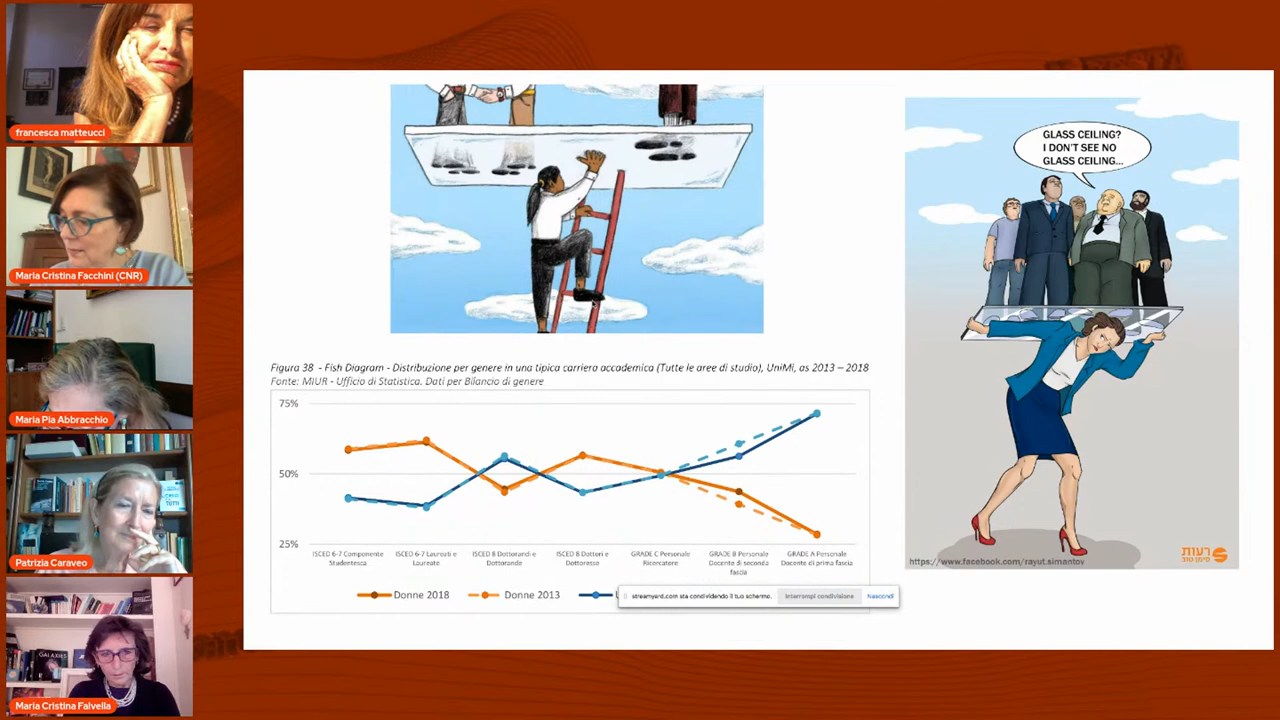 francesca matteucci
Maria Cristina Facchini (CNR)
Maria Pia Abbracchio
Patrizia Caraveo
GALAXIES
Maria Cristina Falvella
GLASS CEILING?
I DON'T SEE NO
GLASS CEILING...
https://www.facebook.com/rayut.simantov
רעות
סימן טוב
Figura 38 - Fish Diagram - Distribuzione per genere in una tipica carriera accademica (Tutte le aree di studio), UniMi, as 2013 – 2018
Fonte: MIUR - Ufficio di Statistica. Dati per Bilancio di genere
75%
50%
25%
ISCED 6-7 Componente
Studentesca
ISCED 6-7 Laureati e
Laureate
ISCED 8 Dottorandi e
Dottorande
ISCED 8 Dottori e
Dottoresse
GRADE C Personale
Ricercatore
GRADE B Personale
Docente di seconda
fascia
GRADE A Personale
Docente di prima fascia
Donne 2018
Donne 2013
streamyard.com sta condividendo il tuo schermo.
Interrompi condivisione
Nascondi